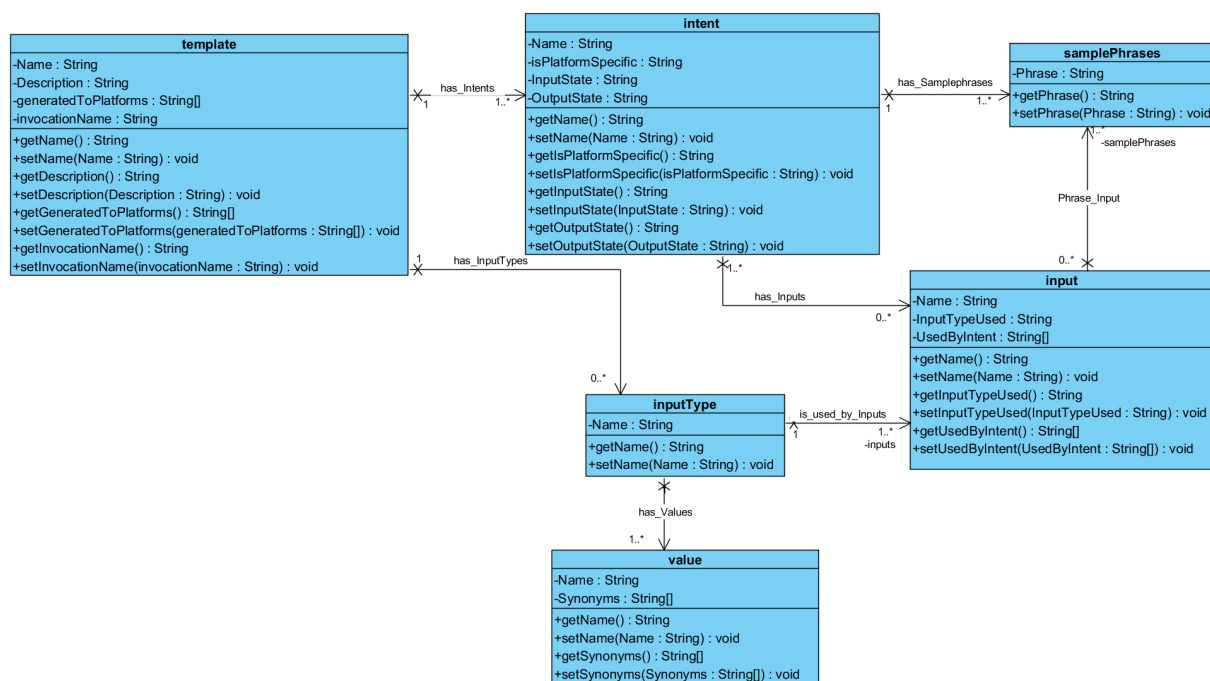 template
-Name : String
-Description : String
-generatedToPlatforms : String[]
-invocationName : String
+getName() : String
+setName(Name : String) : void
+getDescription() : String
+setDescription(Description : String) : void
+getGeneratedToPlatforms() : String[]
+setGeneratedToPlatforms(generatedToPlatforms : String[]) : void
+getInvocationName() : String
+setInvocationName(invocationName : String) : void
has_Intents
1
1..*
intent
-Name : String
-isPlatformSpecific : String
-InputState : String
-OutputState : String
+getName() : String
+setName(Name : String) : void
+getIsPlatformSpecific() : String
+setIsPlatformSpecific(isPlatformSpecific : String) : void
+getInputState() : String
+setInputState(InputState : String) : void
+getOutputState() : String
+setOutputState(OutputState : String) : void
has_Samplephrases
1
1..*
samplePhrases
-Phrase : String
+getPhrase() : String
+setPhrase(Phrase : String) : void
1..*
-samplePhrases
Phrase_Input
0..*
1
has_InputTypes
0..*
1..*
has_Inputs
0..*
input
-Name : String
-InputTypeUsed : String
-UsedByIntent : String[]
+getName() : String
+setName(Name : String) : void
+getInputTypeUsed() : String
+setInputTypeUsed(InputTypeUsed : String) : void
+getUsedByIntent() : String[]
+setUsedByIntent(UsedByIntent : String[]) : void
inputType
-Name : String
+getName() : String
+setName(Name : String) : void
is_used_by_Inputs
1
1..*
-inputs
has_Values
1..*
value
-Name : String
-Synonyms : String[]
+getName() : String
+setName(Name : String) : void
+getSynonyms() : String[]
+setSynonyms(Synonyms : String[]) : void